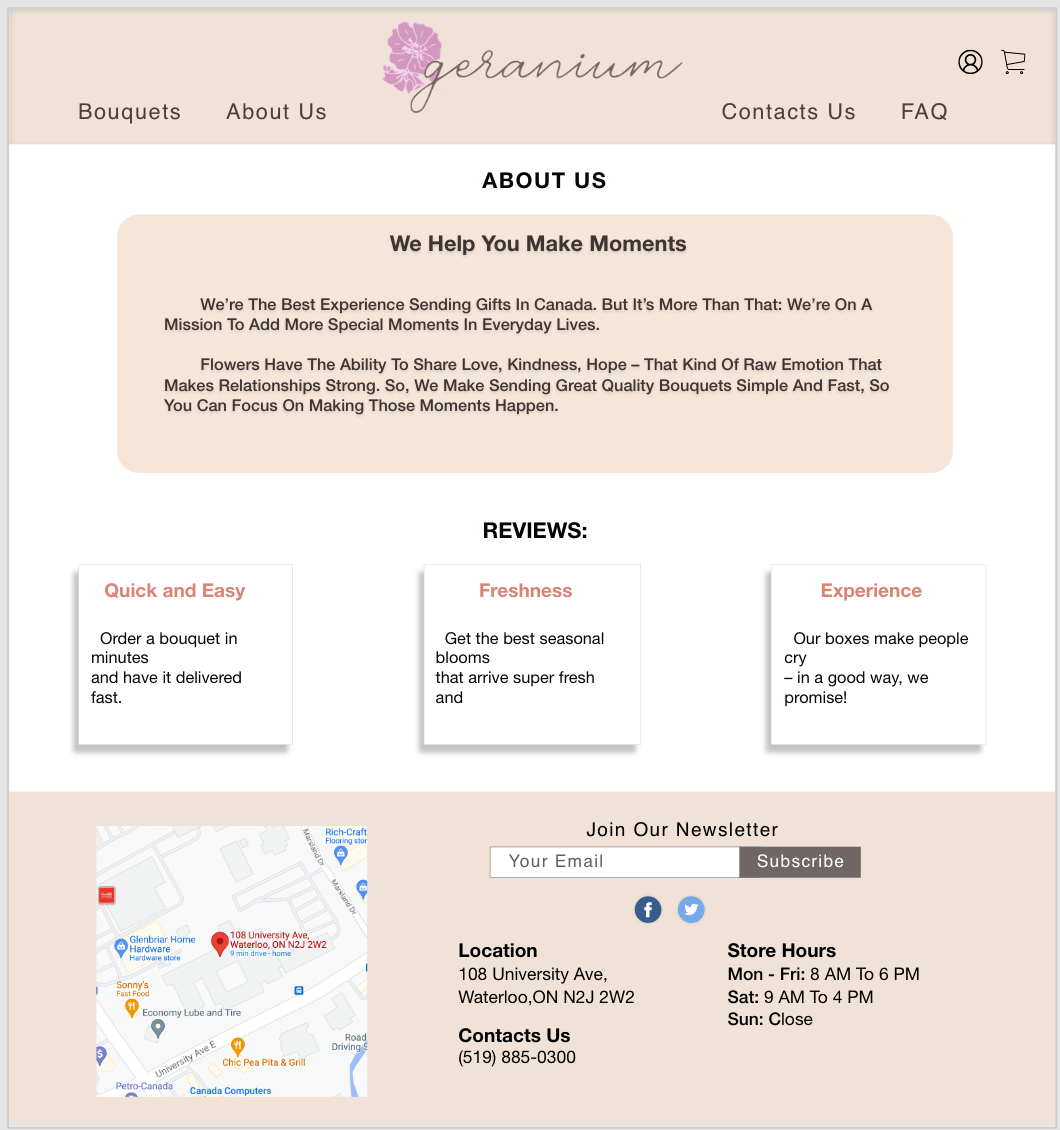 geranium
Bouquets
About Us
Contacts Us
FAQ
ABOUT US
We Help You Make Moments
We’re The Best Experience Sending Gifts In Canada. But It’s More Than That: We’re On A
Mission To Add More Special Moments In Everyday Lives.
Flowers Have The Ability To Share Love, Kindness, Hope – That Kind Of Raw Emotion That
Makes Relationships Strong. So, We Make Sending Great Quality Bouquets Simple And Fast, So
You Can Focus On Making Those Moments Happen.
REVIEWS:
Quick and Easy
Order a bouquet in
minutes
and have it delivered
fast.
Freshness
Get the best seasonal
blooms
that arrive super fresh
and
Experience
Our boxes make people
cry
– in a good way, we
promise!
Rich-Craft
Flooring stor
Marsland Dr
Marsland Dr
Glenbriar Home
Hardware
Hardware store
108 University Ave,
Waterloo, ON N2J 2W2
9 min drive - home
Sonny's
Fast Food
Economy Lube and Tire
University Ave E
Chic Pea Pita & Grill
Road
Driving S
Petro-Canada
Canada Computers
Join Our Newsletter
Your Email
Subscribe
Location
108 University Ave,
Waterloo,ON N2J 2W2
Contacts Us
(519) 885-0300
Store Hours
Mon - Fri: 8 AM To 6 PM
Sat: 9 AM To 4 PM
Sun: Close